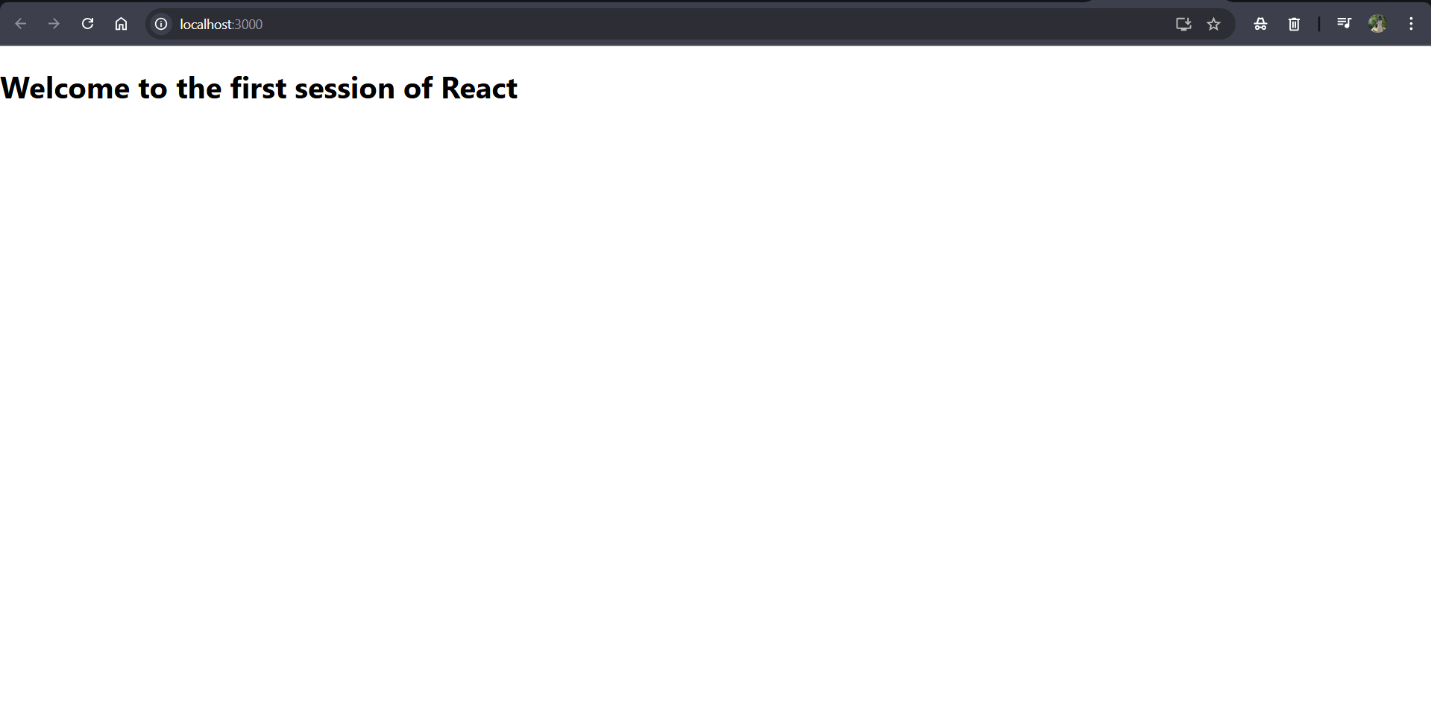 localhost:3000
Welcome to the first session of React